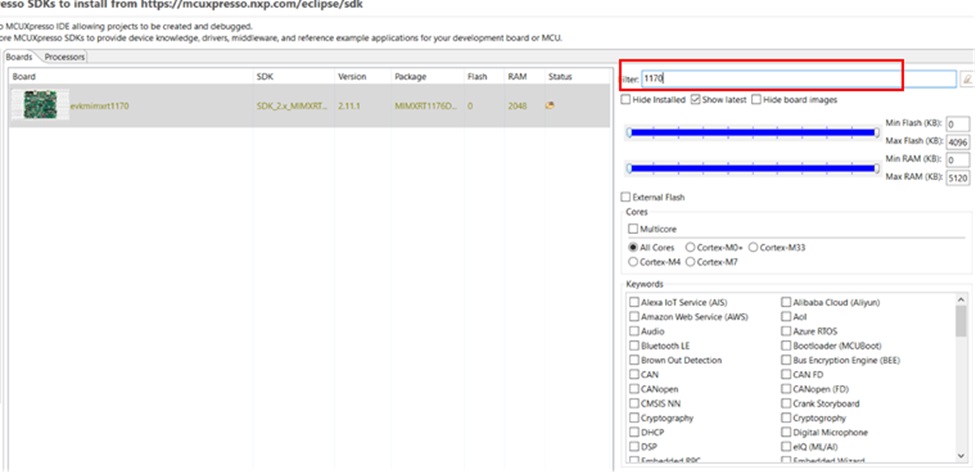 esso SDKs to install from https://mcuxpresso.nxp.com/eclipse/sdk
o MCUXpresso IDE allowing projects to be created and debugged.
ore MCUXpresso SDKs to provide device knowledge, drivers, middleware, and reference example applications for your development board or MCU.
Boards Processors
Board SDK Version Package Flash RAM Status
evkmimxrt1170 SDK_2.x_MIMXRT... 2.11.1 MIMXRT1176D... 0 2048
ilter: 1170
Hide Installed Show latest Hide board images
Min Flash (KB): 0
Max Flash (KB): 4096
Min RAM (KB): 0
Max RAM (KB): 5120
External Flash
Cores
Multicore
All Cores Cortex-M0+ Cortex-M33
Cortex-M4 Cortex-M7
Keywords
Alexa IoT Service (AIS) Alibaba Cloud (Aliyun)
Amazon Web Service (AWS) AoI
Audio Azure RTOS
Bluetooth LE Bootloader (MCUBoot)
Brown Out Detection Bus Encryption Engine (BEE)
CAN CAN FD
CANopen CANopen (FD)
CMSIS NN Crank Storyboard
Cryptography Cryptogrophy
DHCP Digital Microphone
DSP eIQ (ML/AI)
Embedded RPC Embedded Wizard